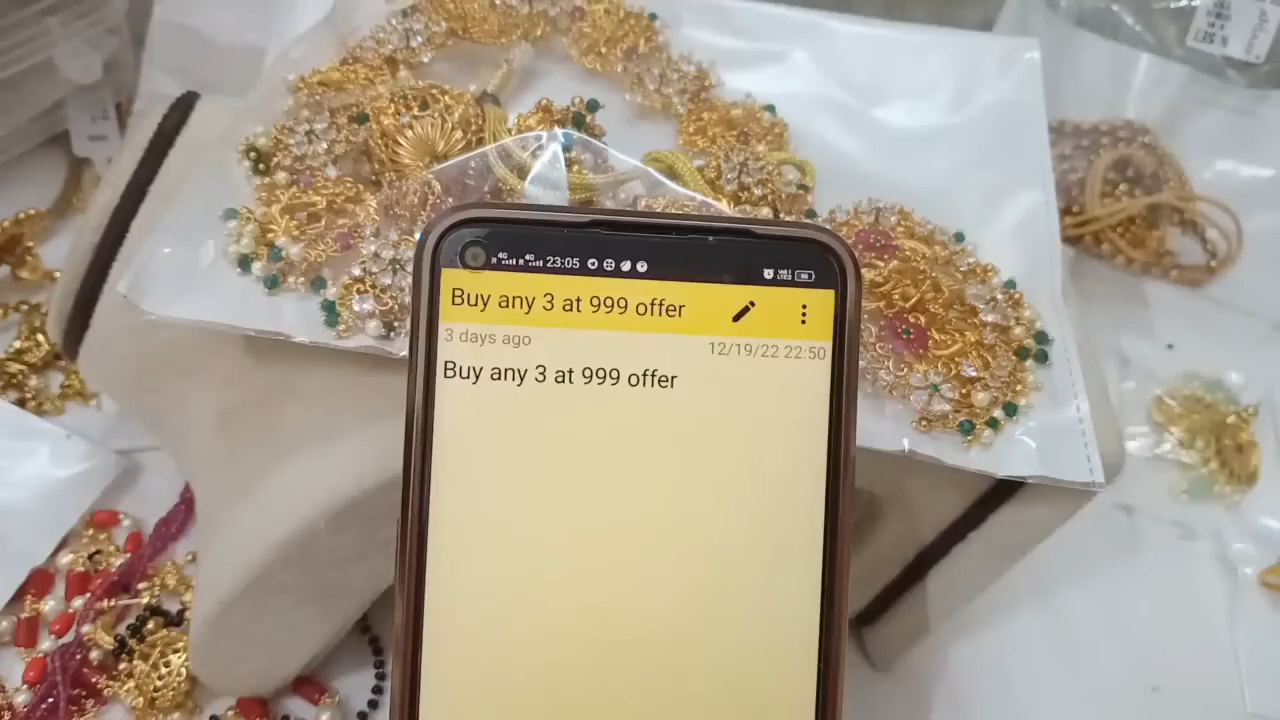 23:05
Buy any 3 at 999 offer
3 days ago
12/19/22 22:50
Buy any 3 at 999 offer